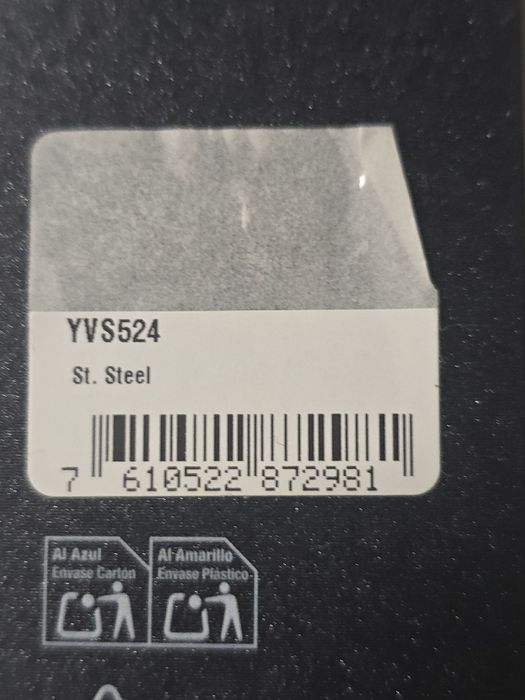 YVS524
St. Steel
7 610522 872981
Al Azul
Envase Cartón
Al Amarillo
Envase Plástico